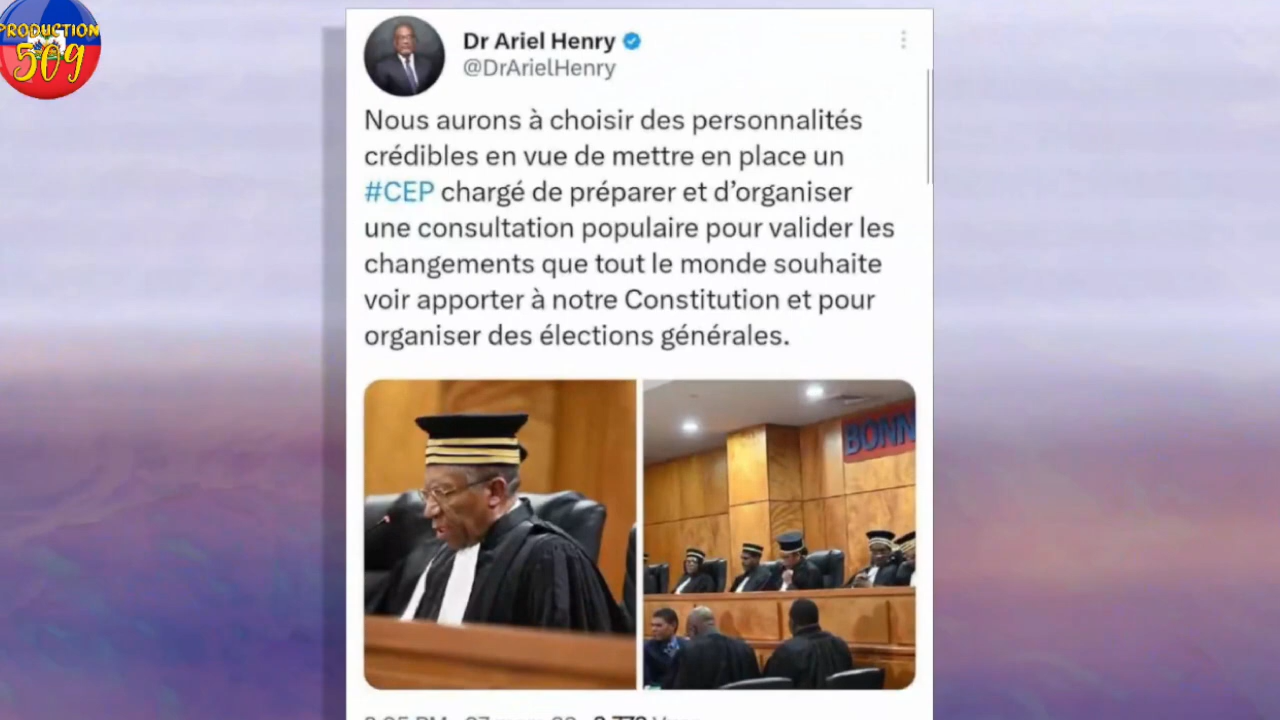 PRODUCTION
509
Dr Ariel Henry
@DrArielHenry
Nous aurons à choisir des personnalités
crédibles en vue de mettre en place un
#CEP chargé de préparer et d’organiser
une consultation populaire pour valider les
changements que tout le monde souhaite
voir apporter à notre Constitution et pour
organiser des élections générales.
BONN